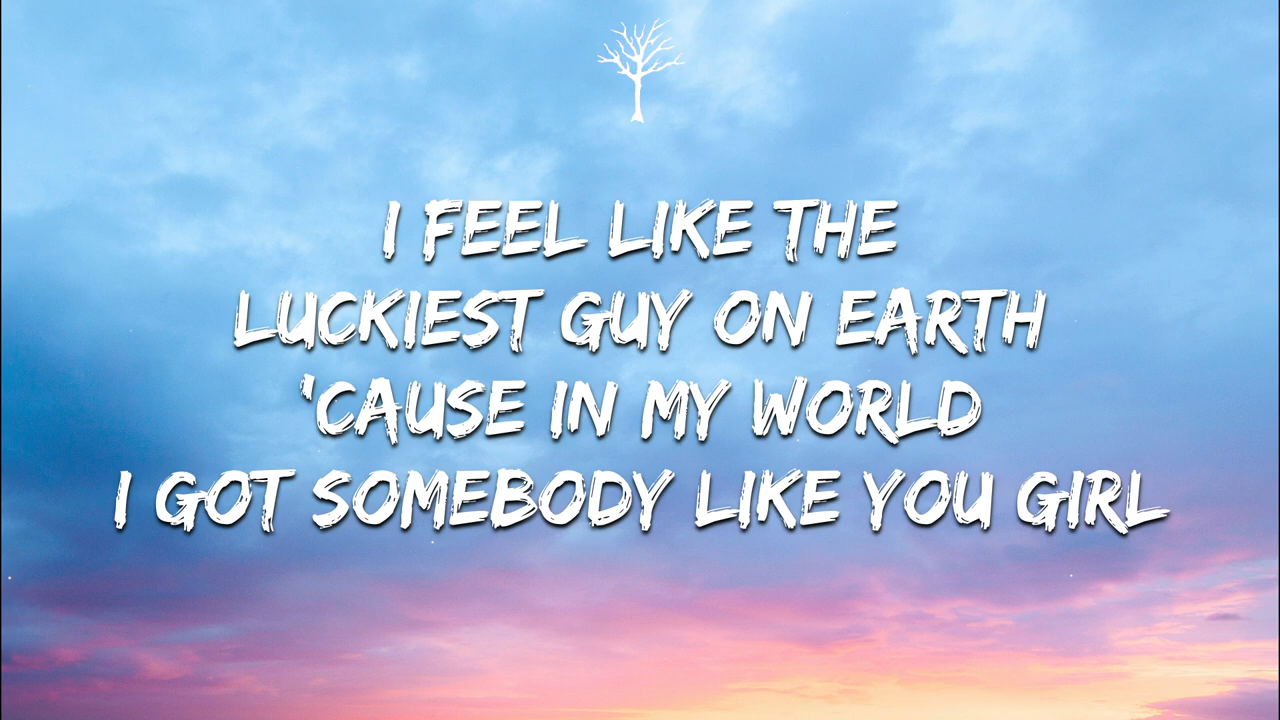 I FEEL LIKE THE
LUCKIEST GUY ON EARTH
'CAUSE IN MY WORLD
I GOT SOMEBODY LIKE YOU GIRL